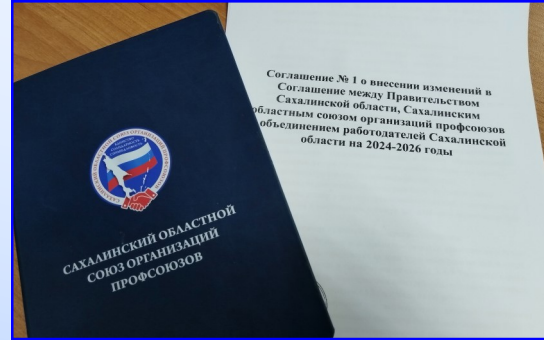 САХАЛИНСКИЙ ОБЛАСТНОЙ
СОЮЗ ОРГАНИЗАЦИЙ
ПРОФСОЮЗОВ
Соглашение № 1 о внесении изменений в
Соглашение между Правительством
Сахалинской области, Сахалинским
областным союзом организаций профсоюзов
объединением работодателей Сахалинской
области на 2024-2026 годы